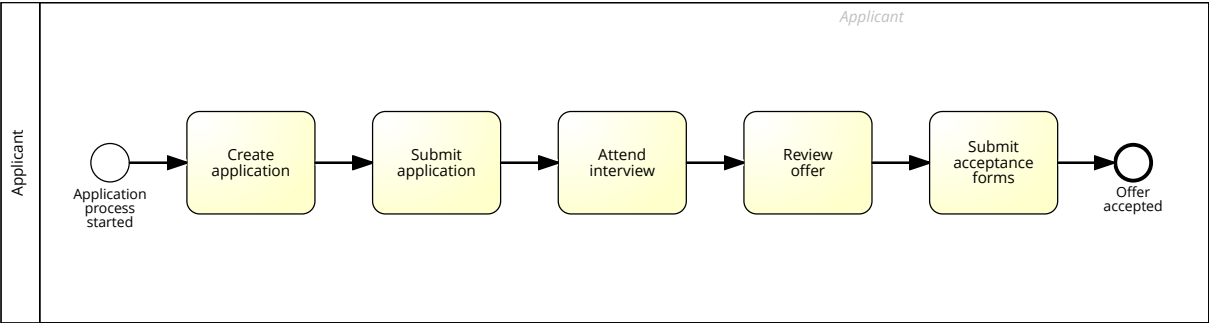 Applicant
Applicant
Application
process
started
Create
application
Submit
application
Attend
interview
Review
offer
Submit
acceptance
forms
Offer
accepted